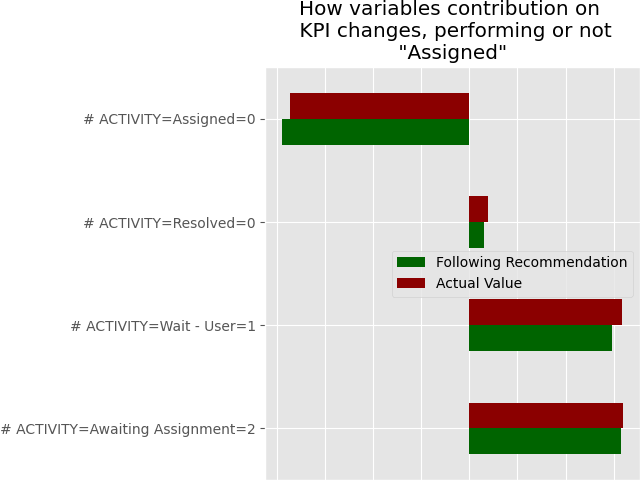 How variables contribution on
KPI changes, performing or not
"Assigned"
# ACTIVITY=Assigned=0
# ACTIVITY=Resolved=0
Following Recommendation
Actual Value
# ACTIVITY=Wait - User=1
# ACTIVITY=Awaiting Assignment=2